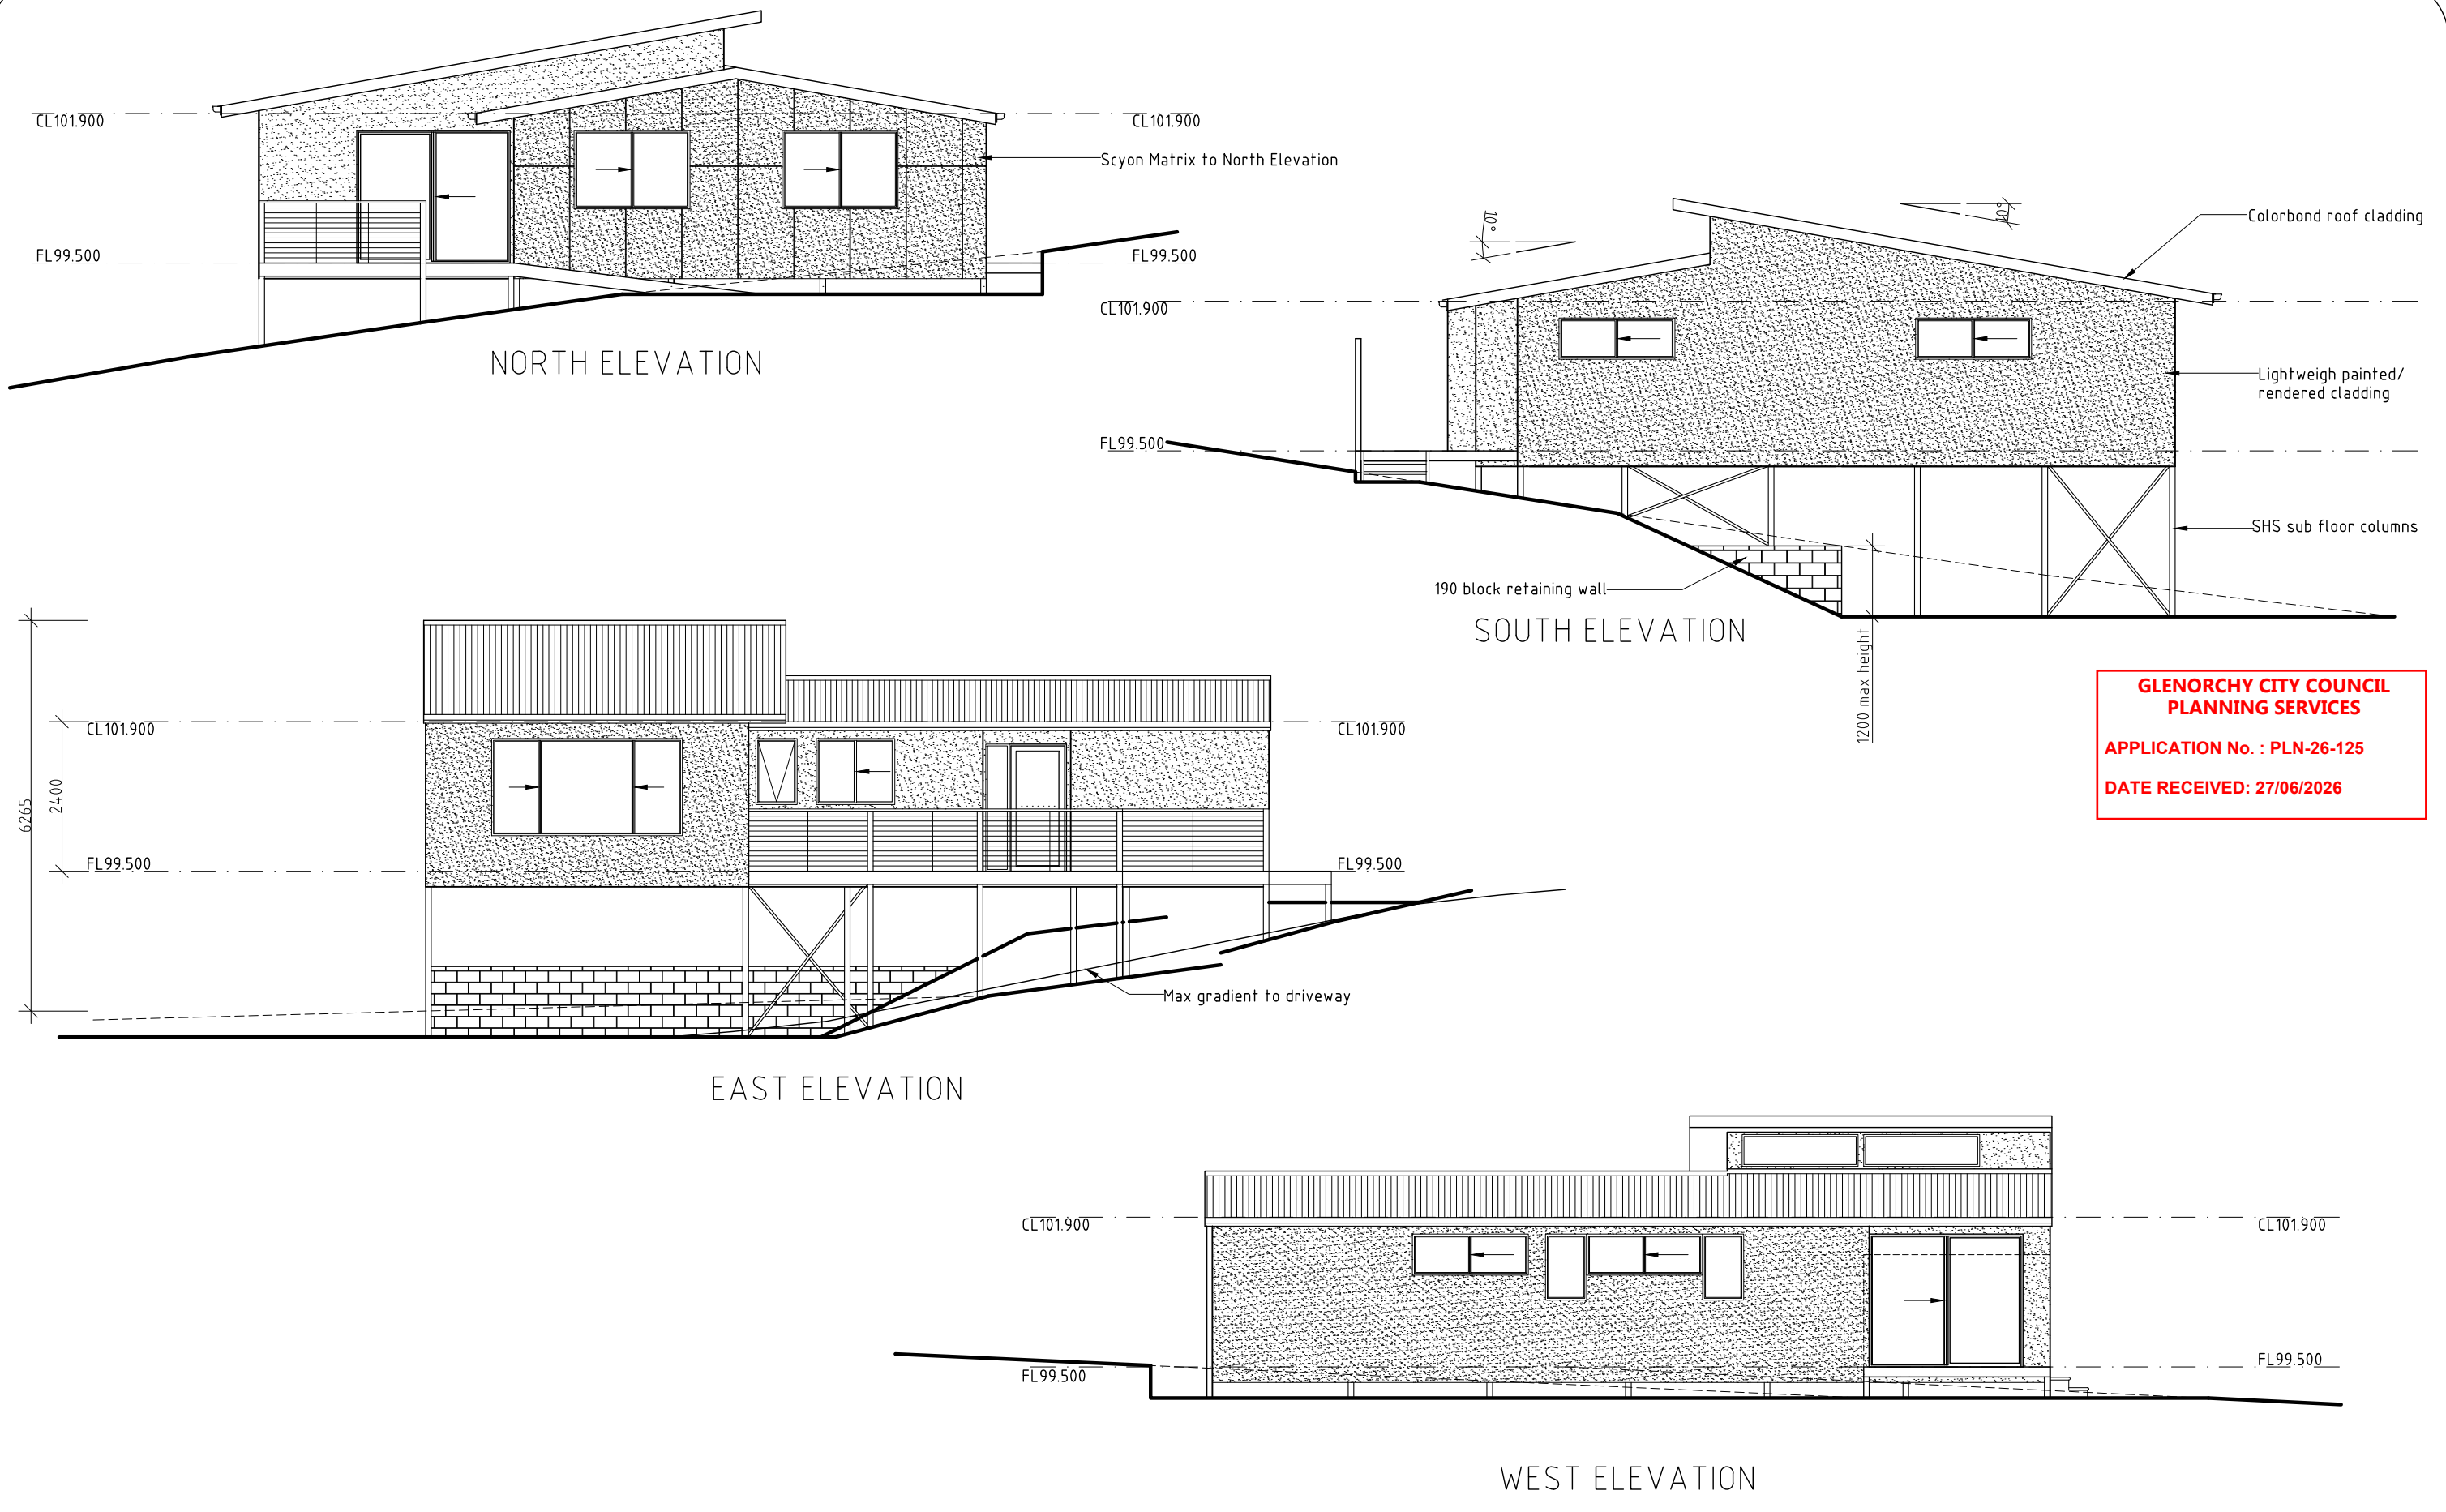 CL101.900
CL101.900
Scyon Matrix to North Elevation
FL99.500
FL99.500
NORTH ELEVATION
10°
10°
Colorbond roof cladding
CL101.900
Lightweigh painted/
rendered cladding
FL99.500
SHS sub floor columns
190 block retaining wall
SOUTH ELEVATION
1200 max height
GLENORCHY CITY COUNCIL
PLANNING SERVICES
APPLICATION No. : PLN-26-125
DATE RECEIVED: 27/06/2026
6265
2400
CL101.900
CL101.900
FL99.500
FL99.500
Max gradient to driveway
EAST ELEVATION
CL101.900
CL101.900
FL99.500
FL99.500
WEST ELEVATION